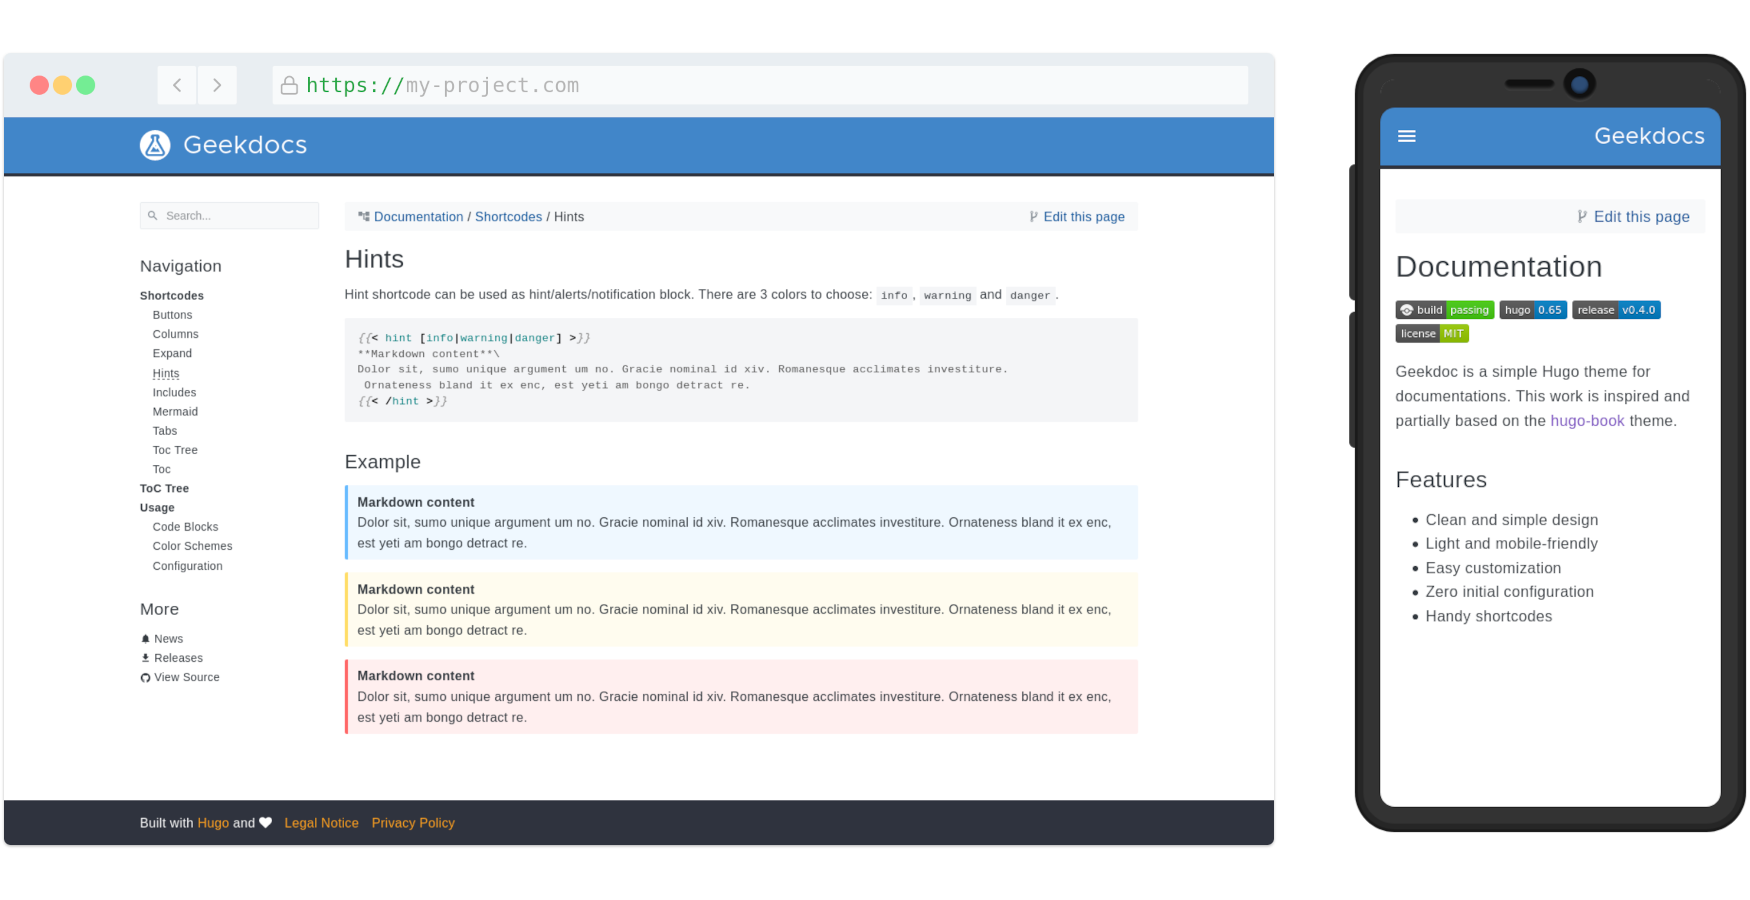 https://my-project.com
Geekdocs
Search...
Navigation
Shortcodes
Buttons
Columns
Expand
Hints
Includes
Mermaid
Tabs
Toc Tree
Toc
ToC Tree
Usage
Code Blocks
Color Schemes
Configuration
More
News
Releases
View Source
Documentation / Shortcodes / Hints
Edit this page
Hints
Hint shortcode can be used as hint/alerts/notification block. There are 3 colors to choose: info , warning and danger .
{{< hint [info|warning|danger] >}}
**Markdown content**\
Dolor sit, sumo unique argument um no. Gracie nominal id xiv. Romanesque acclimates investiture.
Ornateness bland it ex enc, est yeti am bongo detract re.
{{< /hint >}}
Example
Markdown content
Dolor sit, sumo unique argument um no. Gracie nominal id xiv. Romanesque acclimates investiture. Ornateness bland it ex enc,
est yeti am bongo detract re.
Markdown content
Dolor sit, sumo unique argument um no. Gracie nominal id xiv. Romanesque acclimates investiture. Ornateness bland it ex enc,
est yeti am bongo detract re.
Markdown content
Dolor sit, sumo unique argument um no. Gracie nominal id xiv. Romanesque acclimates investiture. Ornateness bland it ex enc,
est yeti am bongo detract re.
Built with Hugo and Legal Notice Privacy Policy
Geekdocs
Edit this page
Documentation
build passing hugo 0.65 release v0.4.0
license MIT
Geekdoc is a simple Hugo theme for
documentations. This work is inspired and
partially based on the hugo-book theme.
Features
Clean and simple design
Light and mobile-friendly
Easy customization
Zero initial configuration
Handy shortcodes